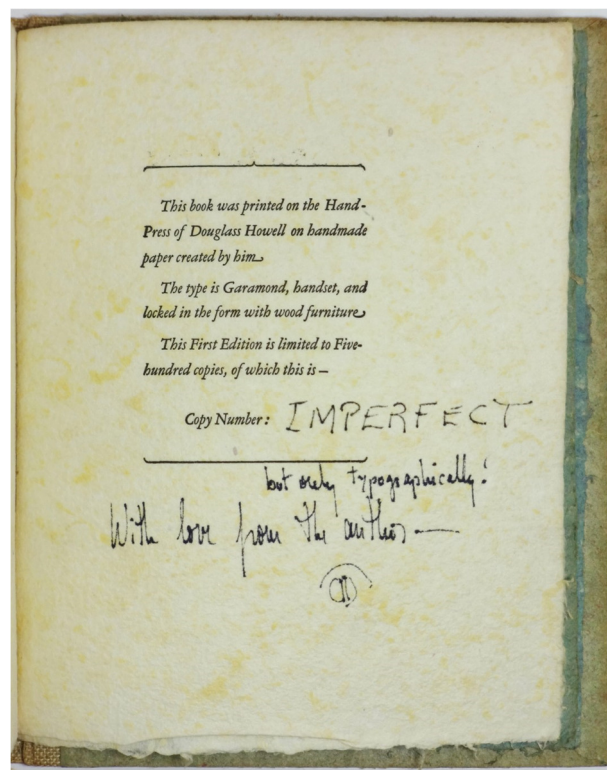 This book was printed on the Hand-
Press of Douglass Howell on handmade
paper created by him.
The type is Garamond, handset, and
locked in the form with wood furniture.
This First Edition is limited to Five-
hundred copies, of which this is —
Copy Number: IMPERFECT
but only typographically!
With love from the author —